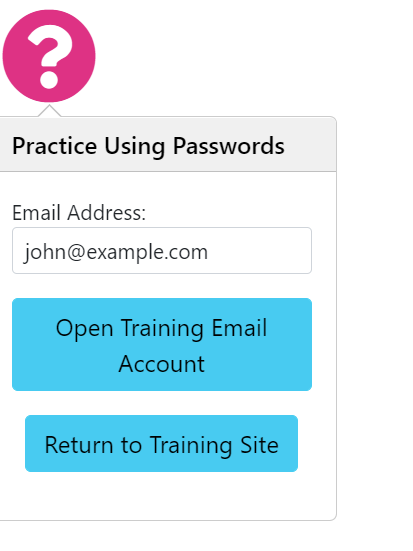 ?
Practice Using Passwords
Email Address:
john@example.com
Open Training Email
Account
Return to Training Site